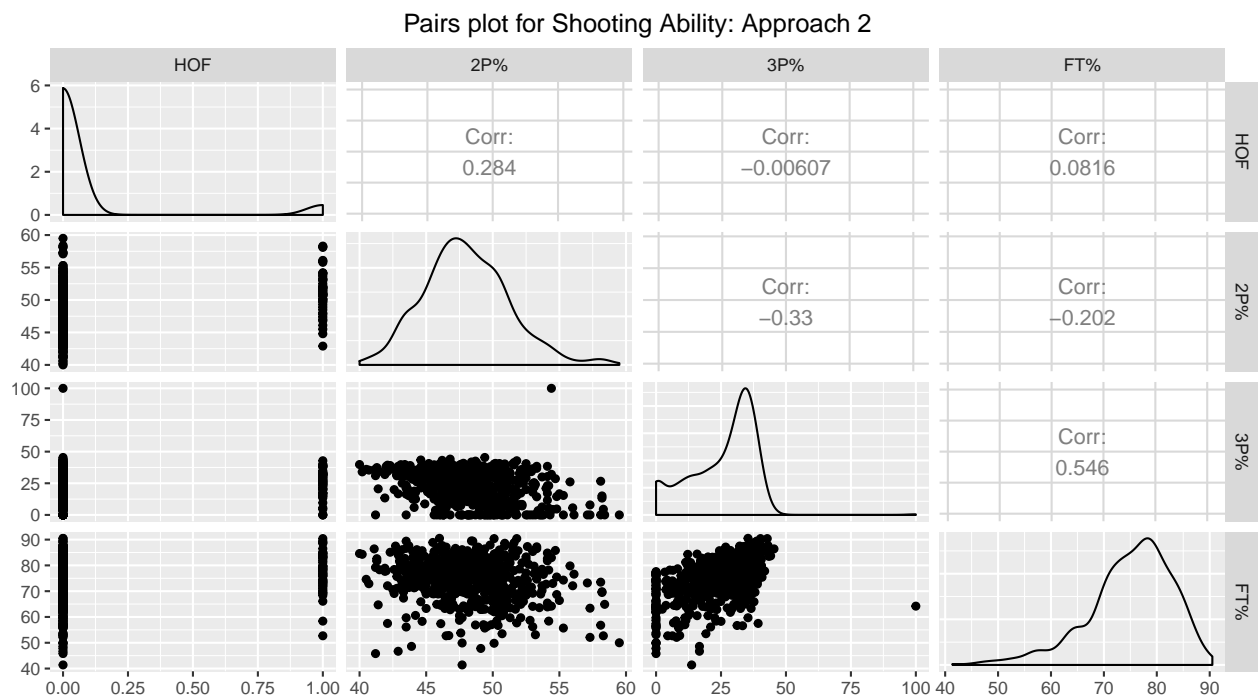 Pairs plot for Shooting Ability: Approach 2
HOF 2P% 3P% FT%
6
4
2
0
Corr:
0.284
Corr:
−0.00607
Corr:
0.0816
HOF
60
55
50
45
40
Corr:
−0.33
Corr:
−0.202
2P%
100
75
50
25
0
Corr:
0.546
3P%
90
80
70
60
50
40
FT%
0.00 0.25 0.50 0.75 1.00 40 45 50 55 60 0 25 50 75 100 40 50 60 70 80 90